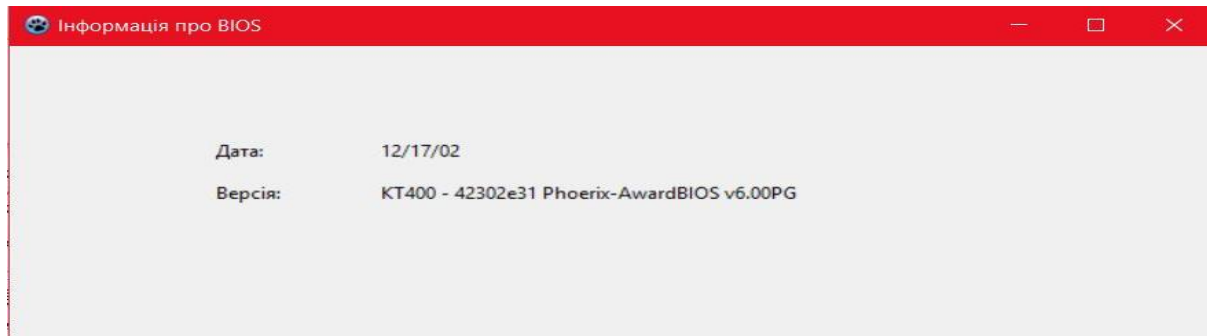 Інформація про BIOS
Дата: 12/17/02
Версія: KT400 - 42302e31 Phoerix-AwardBIOS v6.00PG